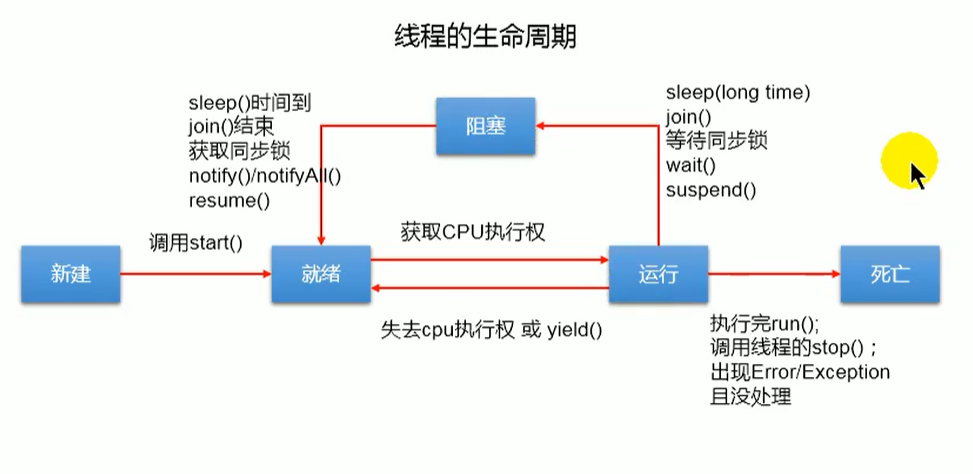 线程的生命周期
sleep()时间到
join()结束
获取同步锁
notify()/notifyAll()
resume()
阻塞
sleep(long time)
join()
等待同步锁
wait()
suspend()
调用start()
获取CPU执行权
新建
就绪
运行
死亡
失去cpu执行权 或 yield()
执行完run();
调用线程的stop()；
出现Error/Exception
且没处理